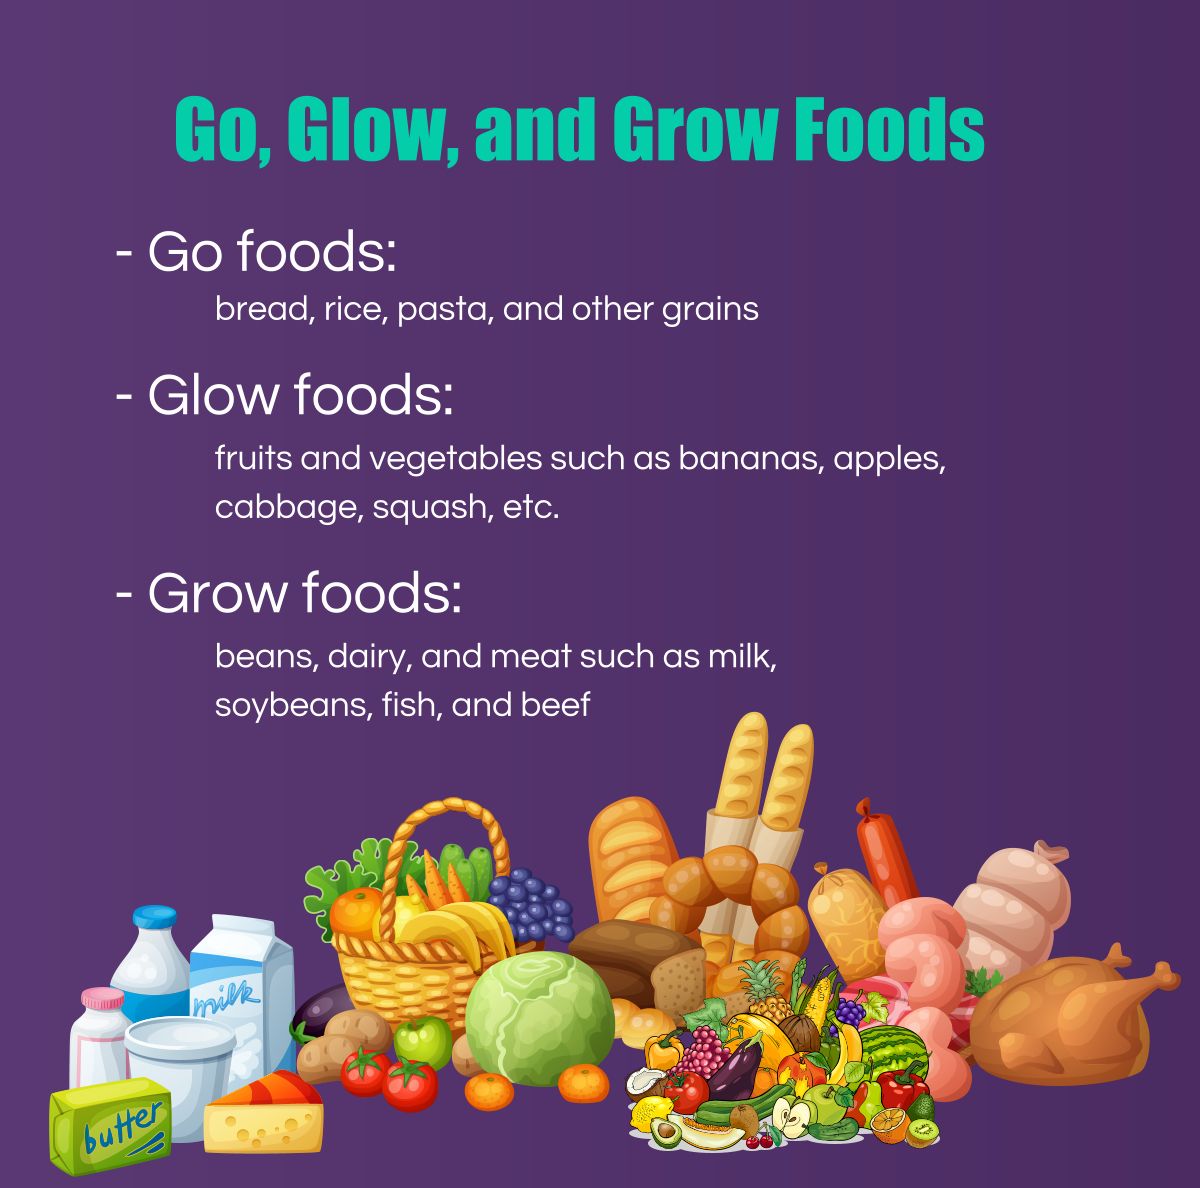 Go, Glow, and Grow Foods
- Go foods:
bread, rice, pasta, and other grains
- Glow foods:
fruits and vegetables such as bananas, apples,
cabbage, squash, etc.
- Grow foods:
beans, dairy, and meat such as milk,
soybeans, fish, and beef
milk
butter